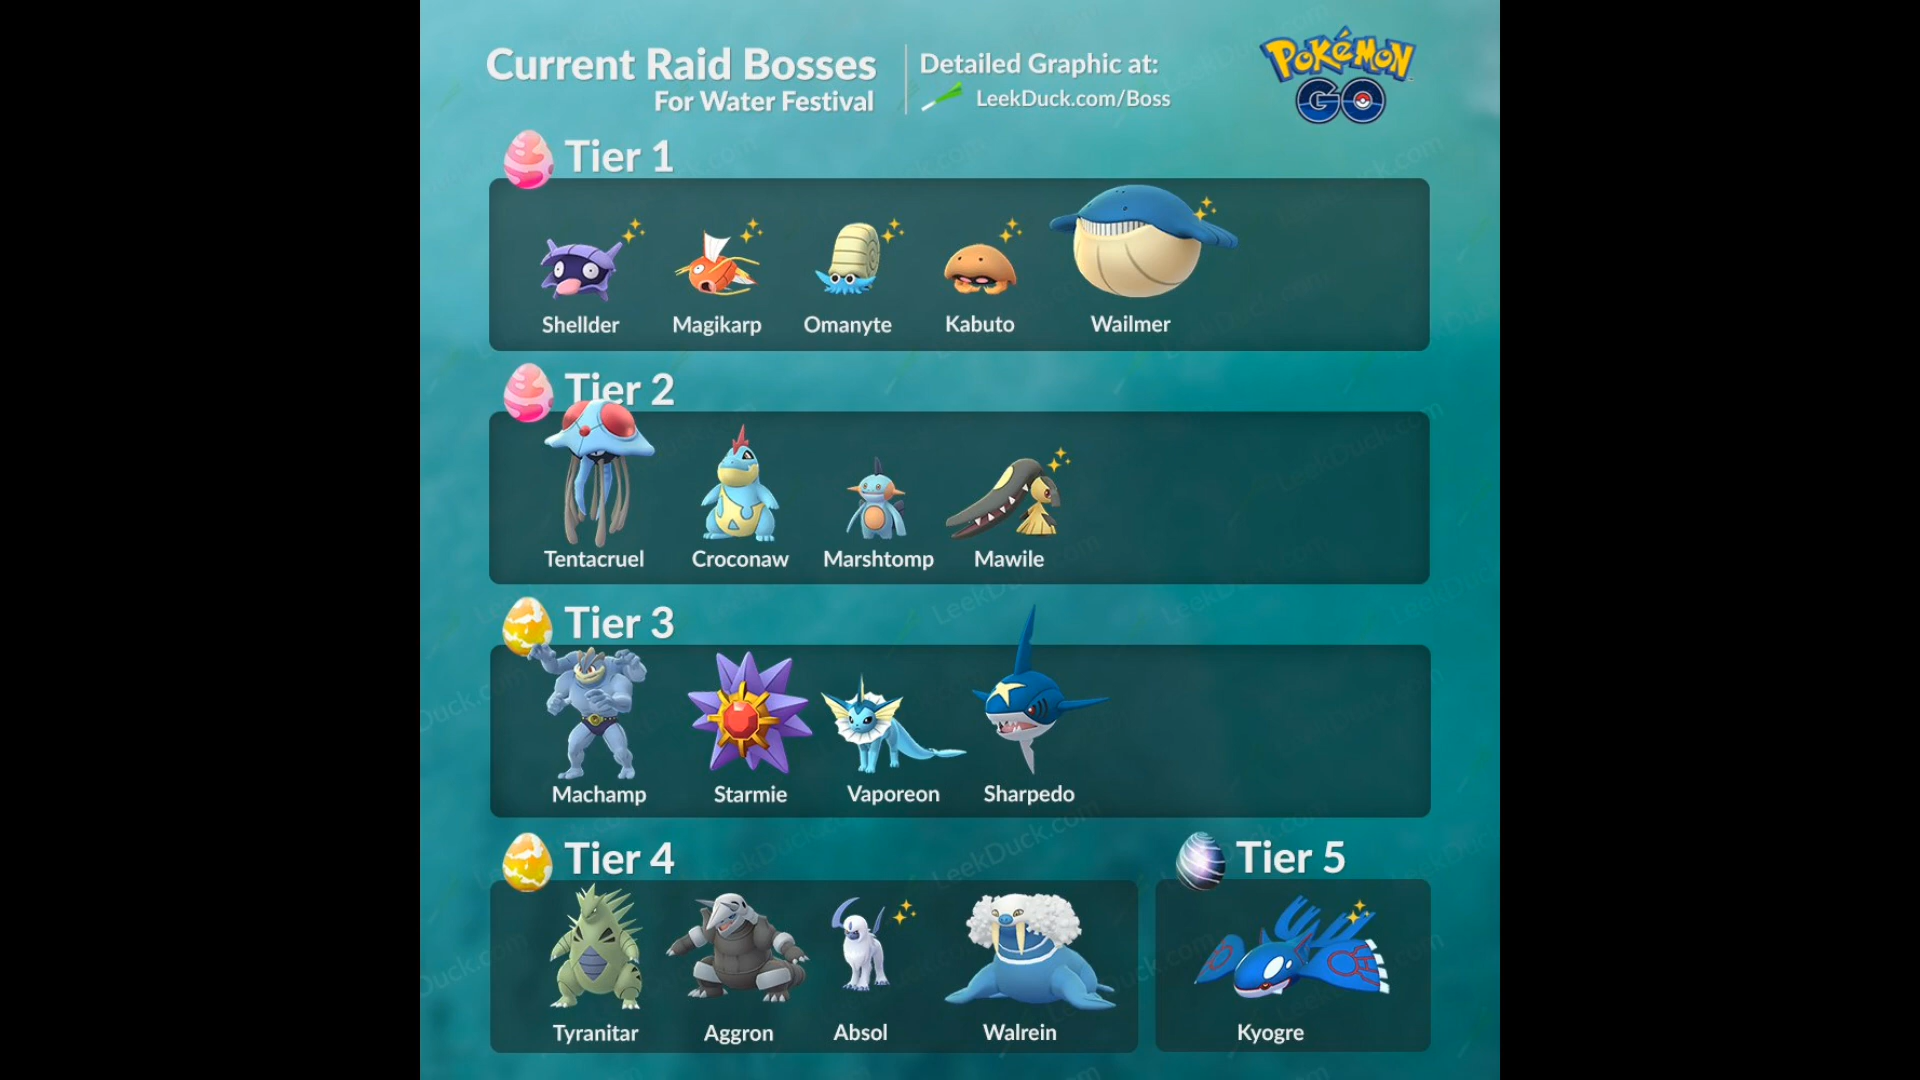 Current Raid Bosses
For Water Festival
Detailed Graphic at:
LeekDuck.com/Boss
POKéMON
GO
Tier 1
Shellder Magikarp Omanyte Kabuto Wailmer
Tier 2
Tentacruel Croconaw Marshtomp Mawile
Tier 3
Machamp Starmie Vaporeon Sharpedo
Tier 4
Tyranitar Aggron Absol Walrein
Tier 5
Kyogre
LeekDuck.com